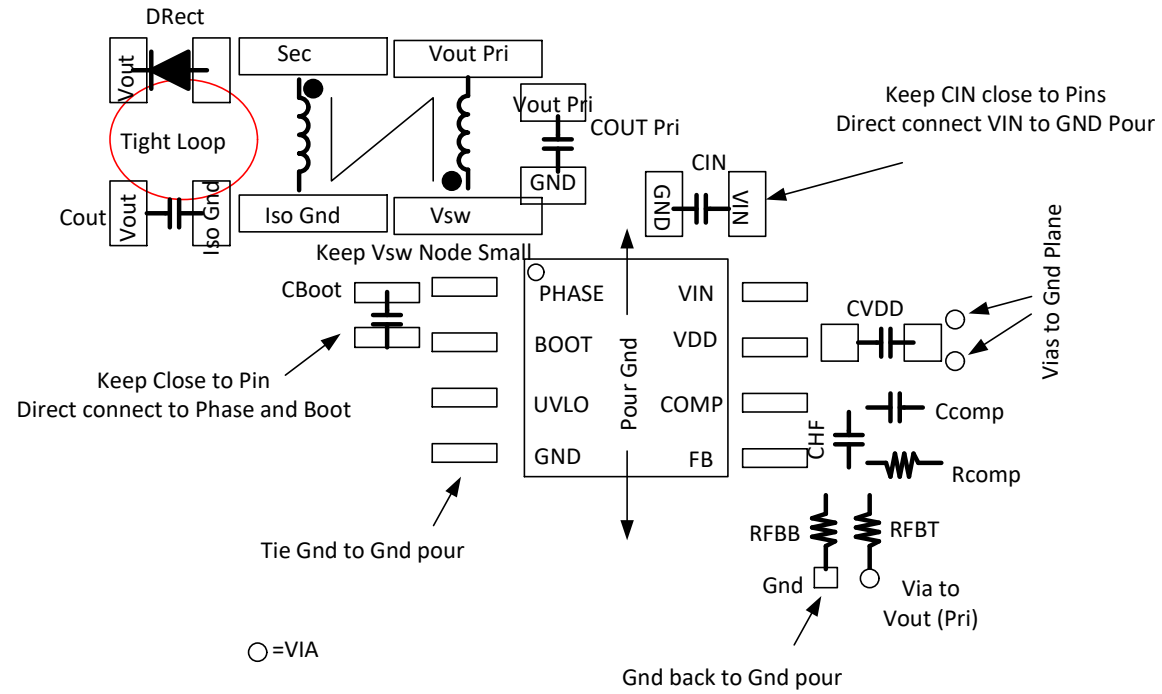 DRect
Vout
Sec
Vout Pri
Vout Pri
COUT Pri
Tight Loop
Keep CIN close to Pins
Direct connect VIN to GND Pour
CIN
GND
GND
VIN
Cout
Vout
Iso Gnd
Iso Gnd
Vsw
Keep Vsw Node Small
CBoot
PHASE
VIN
CVDD
Vias to Gnd Plane
BOOT
VDD
Pour Gnd
Keep Close to Pin
Direct connect to Phase and Boot
UVLO
COMP
Ccomp
CHF
GND
FB
Rcomp
RFBB
RFBT
Tie Gnd to Gnd pour
Gnd
Via to
Vout (Pri)
=VIA
Gnd back to Gnd pour